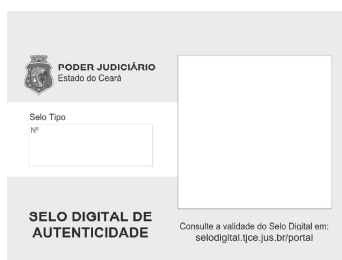 PODER JUDICIÁRIO
Estado do Ceará
Selo Tipo
Nº
SELO DIGITAL DE
AUTENTICIDADE
Consulte a validade do Selo Digital em:
selodigital.tjce.jus.br/portal